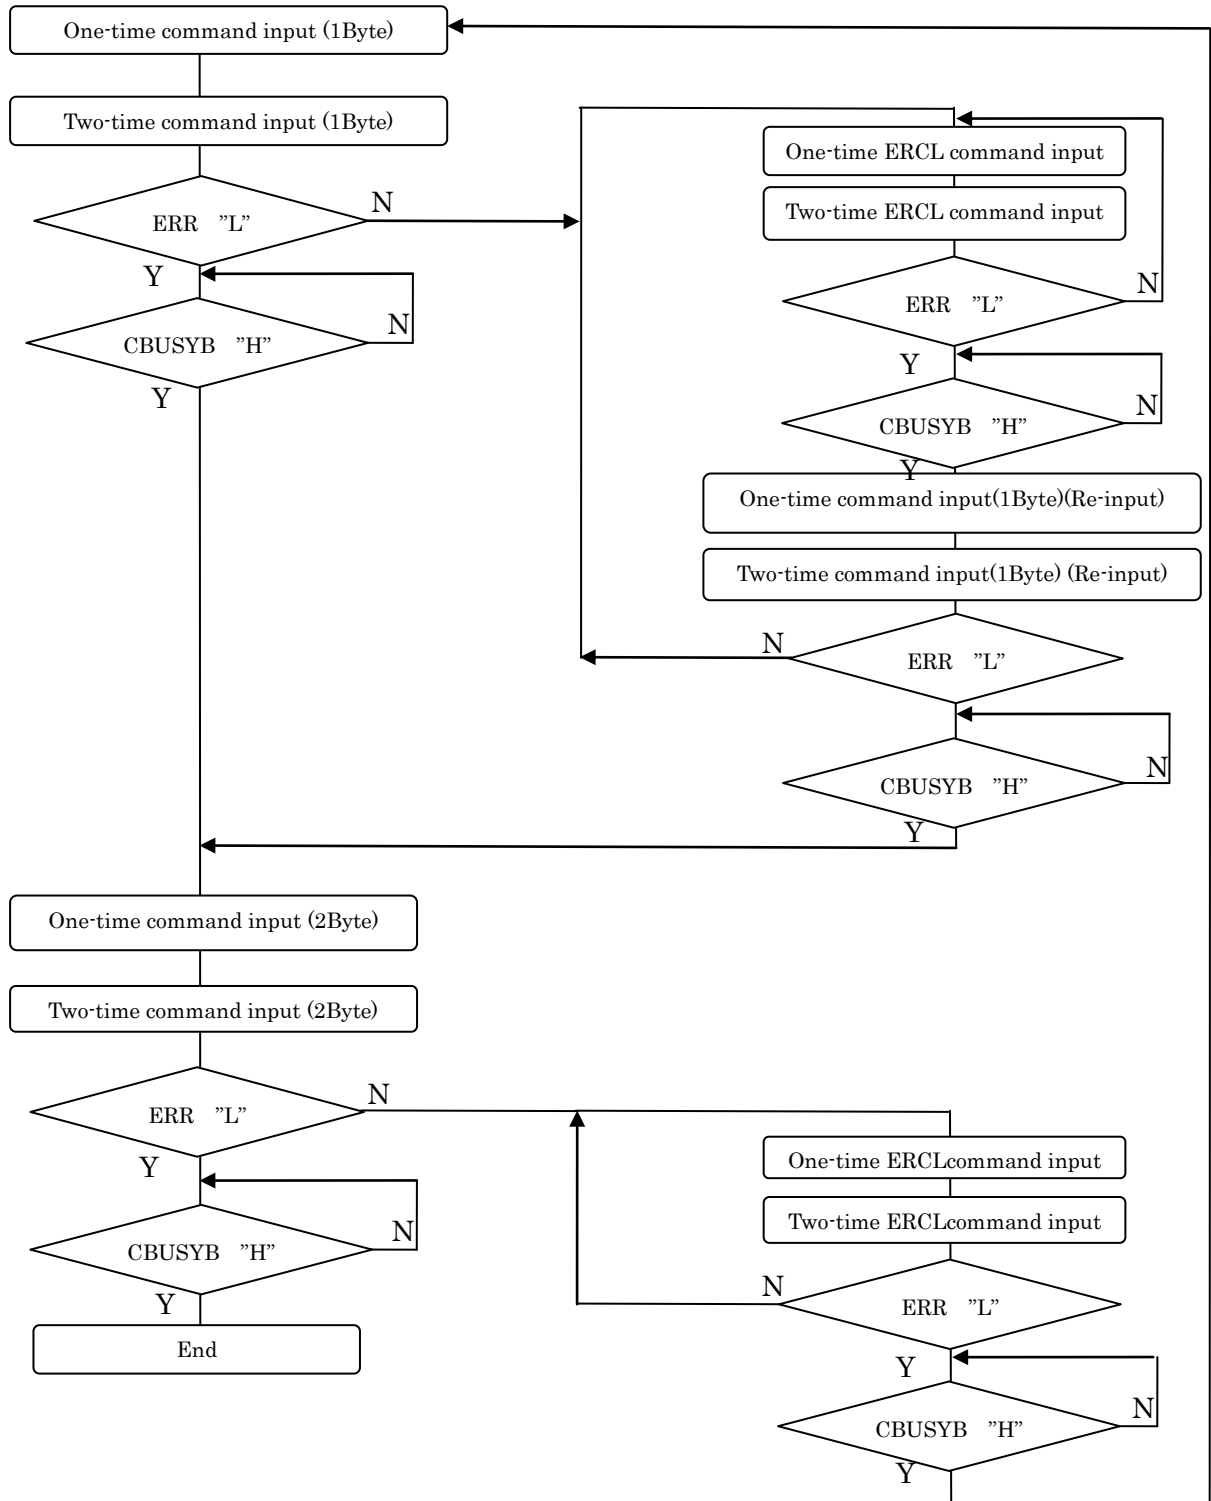 One-time command input (1Byte)
Two-time command input (1Byte)
ERR "L"
N
Y
CBUSYB "H"
N
Y
One-time ERCL command input
Two-time ERCL command input
ERR "L"
N
Y
CBUSYB "H"
N
Y
One-time command input(1Byte)(Re-input)
Two-time command input(1Byte) (Re-input)
ERR "L"
N
CBUSYB "H"
N
Y
One-time command input (2Byte)
Two-time command input (2Byte)
ERR "L"
N
Y
CBUSYB "H"
N
Y
End
One-time ERCLcommand input
Two-time ERCLcommand input
ERR "L"
N
Y
CBUSYB "H"
N
Y